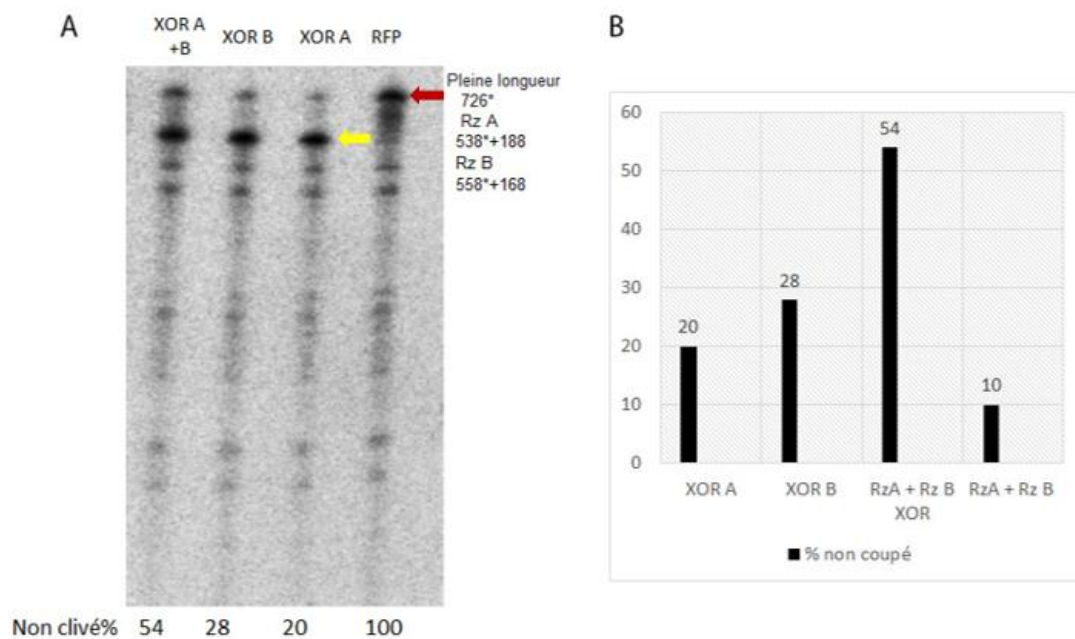 A
XOR A
+B
XOR B
XOR A
RFP
Pleine longueur
726*
Rz A
538*+188
Rz B
558*+168
Non clivé% 54 28 20 100
B
60
50
40
30
20
10
0
20
28
54
10
XOR A
XOR B
RzA + Rz B
XOR
RzA + Rz B
% non coupé